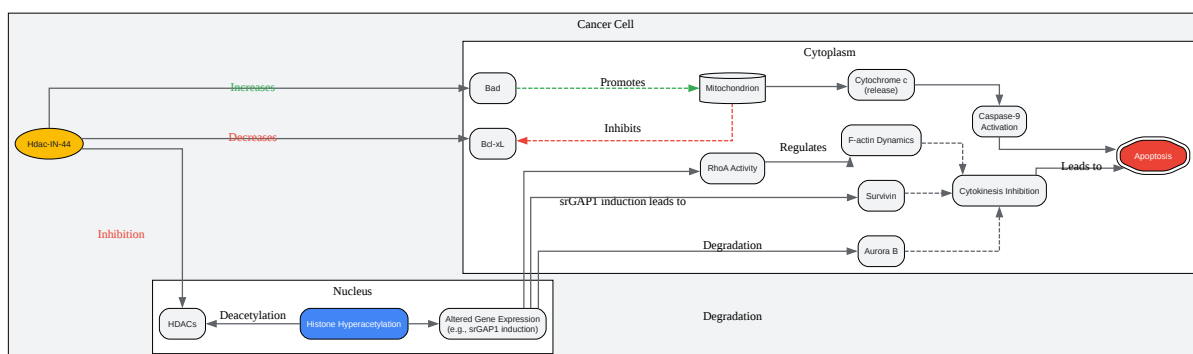 Cancer Cell
Cytoplasm
Increases
Bad
Promotes
Mitochondrion
Cytochrome c
(release)
Caspase-9
Activation
Hdac-IN-44
Decreases
Bcl-xL
Inhibits
F-actin Dynamics
Regulates
RhoA Activity
Apoptosis
Leads to
Cytokinesis Inhibition
srGAP1 induction leads to
Survivin
Inhibition
Degradation
Aurora B
Nucleus
HDACs
Deacetylation
Histone Hyperacetylation
Altered Gene Expression
(e.g., srGAP1 induction)
Degradation